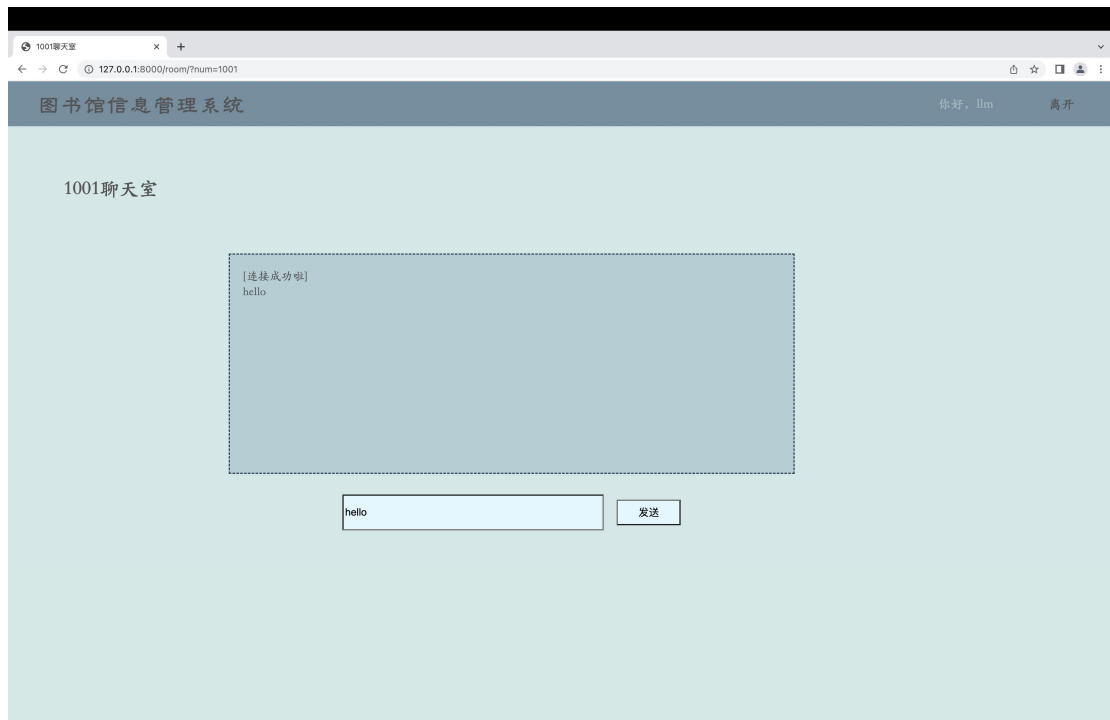 1001聊天室
127.0.0.1:8000/room/?num=1001
图书馆信息管理系统
你好，llm
离开
1001聊天室
[连接成功啦]
hello
hello
发送